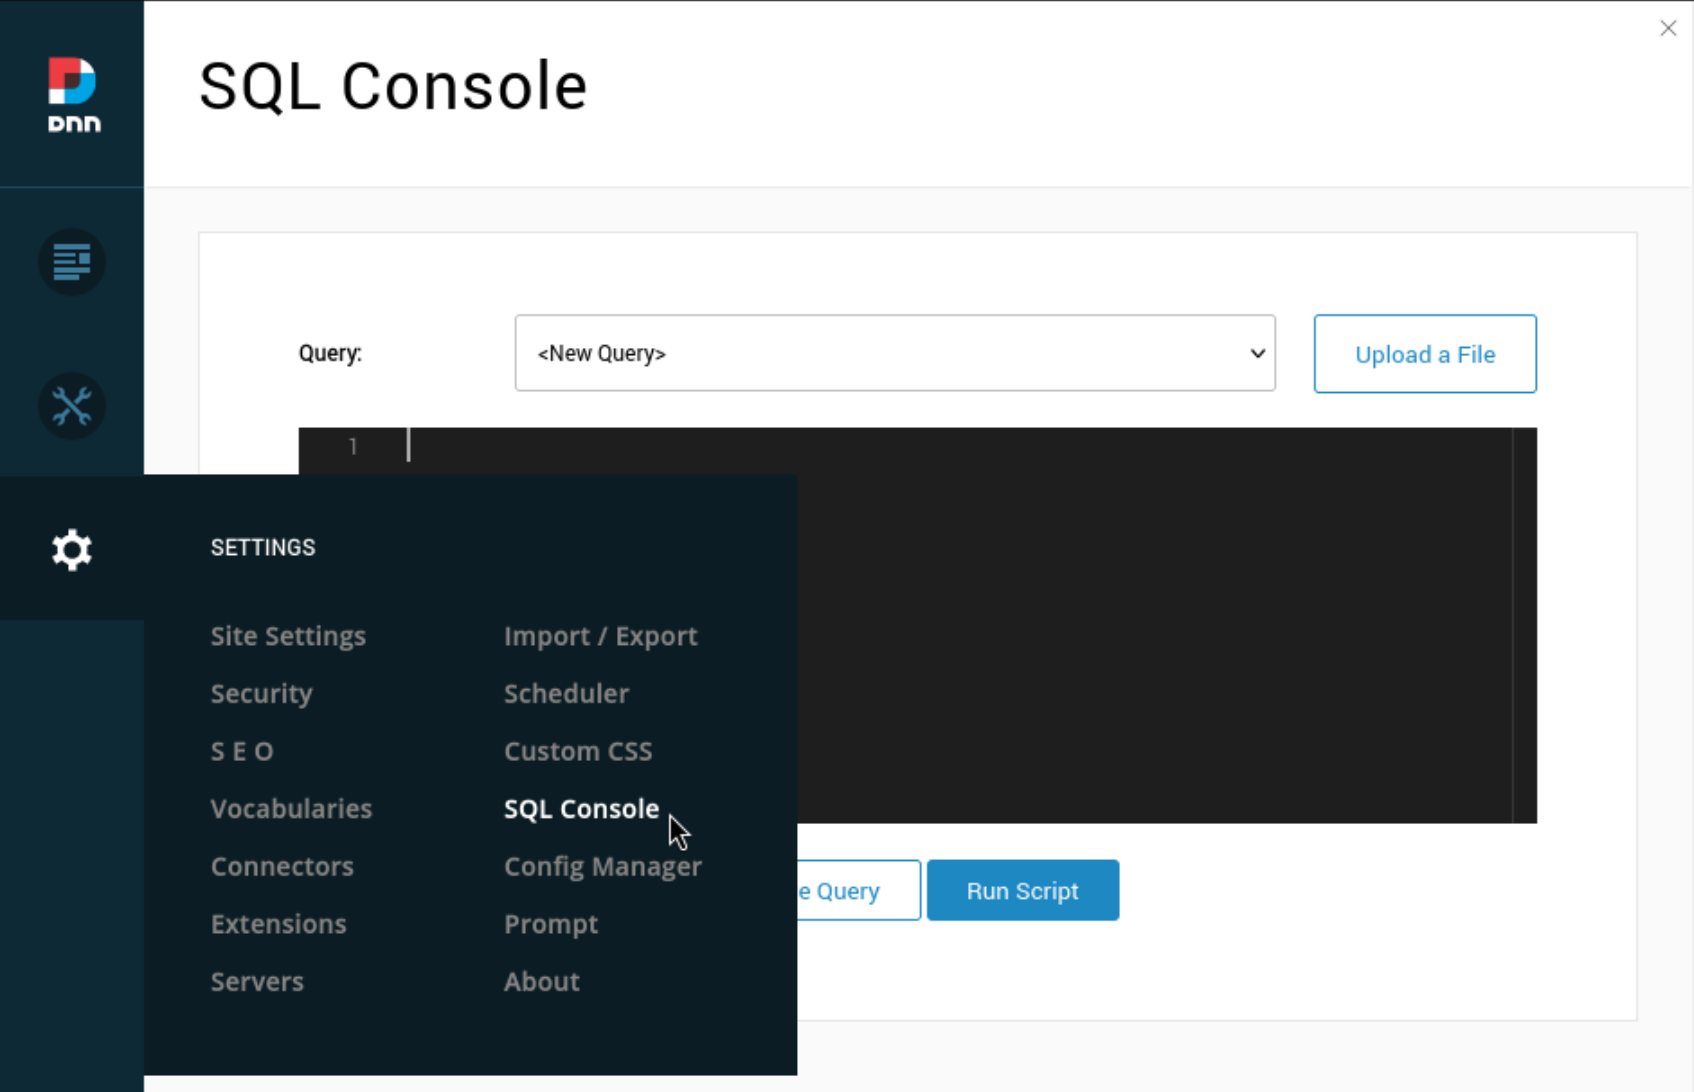 SQL Console
DNN
Query:
<New Query>
Upload a File
1
SETTINGS
Site Settings
Import / Export
Security
Scheduler
S E O
Custom CSS
Vocabularies
SQL Console
Connectors
Config Manager
e Query
Run Script
Extensions
Prompt
Servers
About